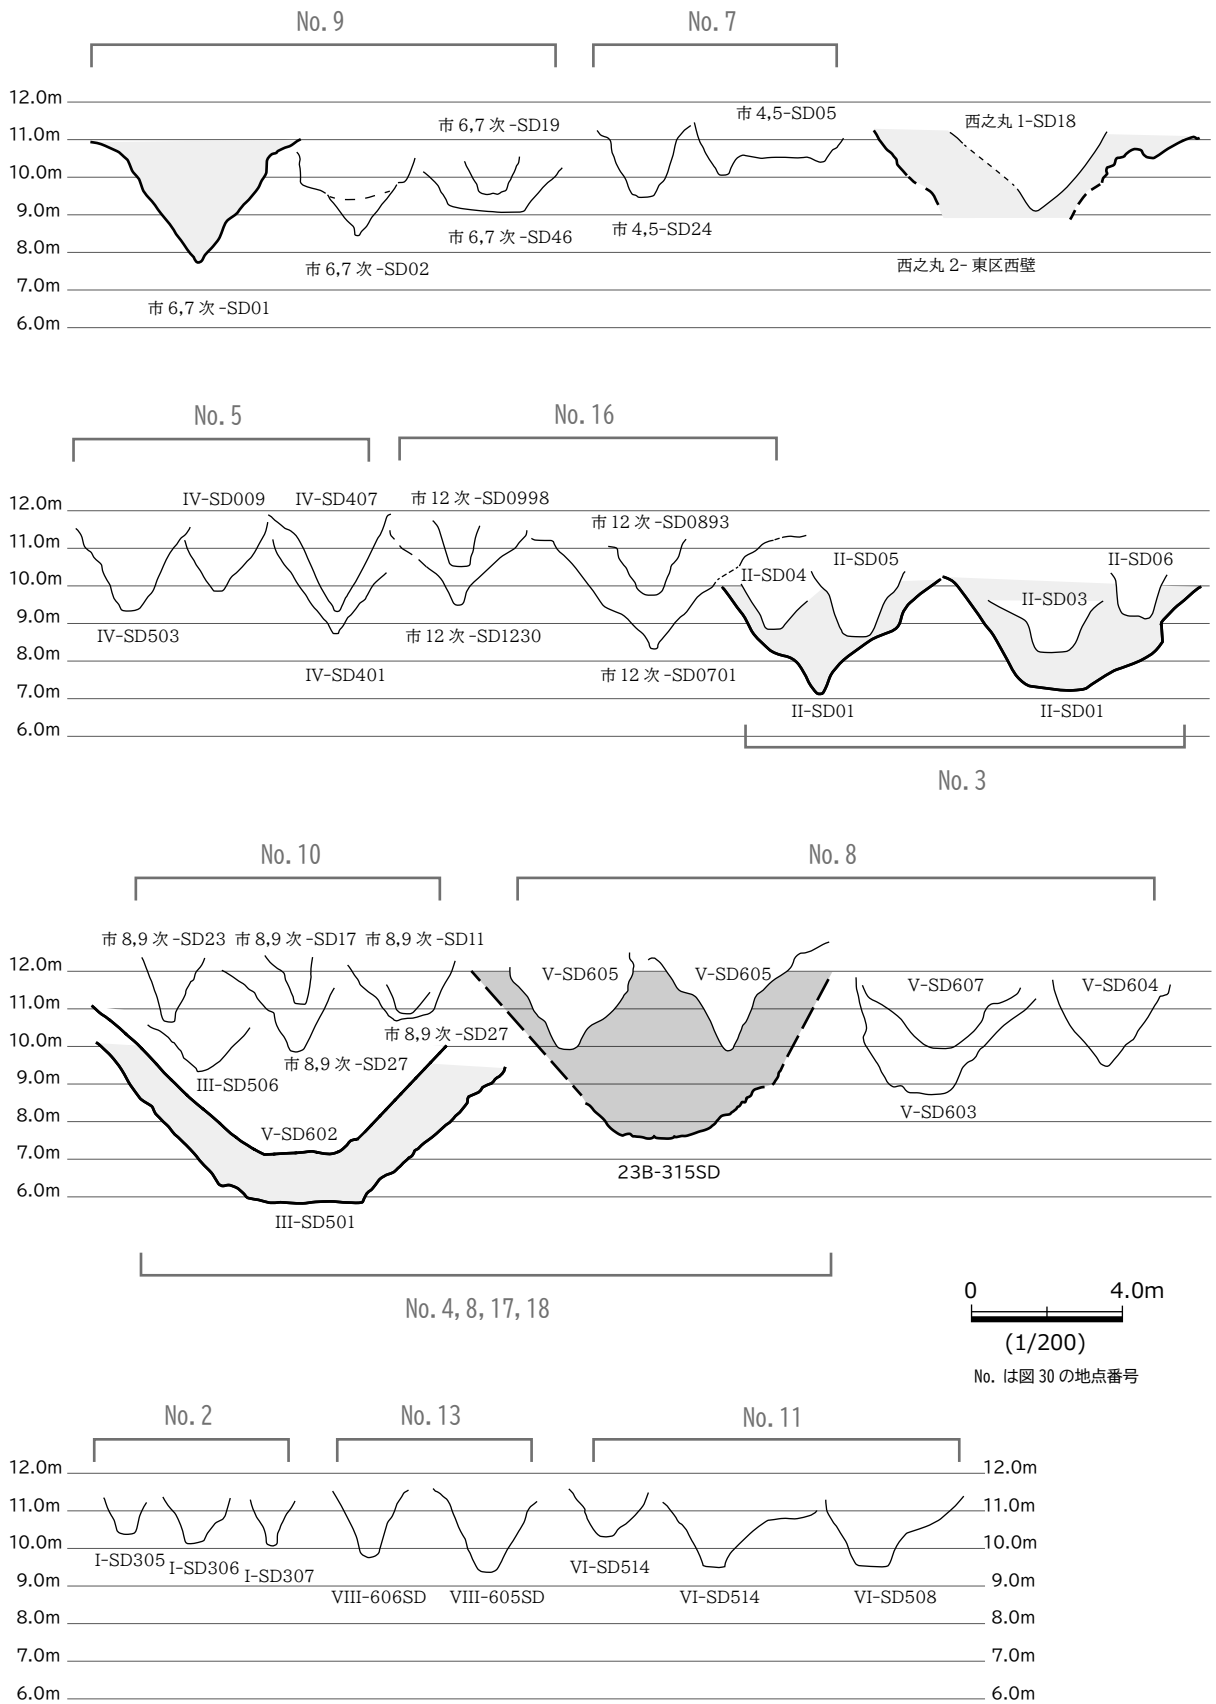 No. 9
No. 7
12.0m
11.0m
10.0m
9.0m
8.0m
7.0m
6.0m
市 6,7 次 -SD19
市 4,5-SD05
西之丸 1-SD18
市 6,7 次 -SD46
市 4,5-SD24
市 6,7 次 -SD02
西之丸 2- 東区西壁
市 6,7 次 -SD01
No. 5
No. 16
12.0m
11.0m
10.0m
9.0m
8.0m
7.0m
6.0m
IV-SD009
IV-SD407
市 12 次 -SD0998
市 12 次 -SD0893
II-SD04
II-SD05
II-SD06
II-SD03
IV-SD503
市 12 次 -SD1230
IV-SD401
市 12 次 -SD0701
II-SD01
II-SD01
No. 3
No. 10
No. 8
12.0m
11.0m
10.0m
9.0m
8.0m
7.0m
6.0m
市 8,9 次 -SD23
市 8,9 次 -SD17
市 8,9 次 -SD11
V-SD605
V-SD605
V-SD607
V-SD604
市 8,9 次 -SD27
市 8,9 次 -SD27
III-SD506
V-SD603
V-SD602
23B-315SD
III-SD501
No. 4, 8, 17, 18
0
4.0m
(1/200)
No. は図 30 の地点番号
No. 2
No. 13
No. 11
12.0m
11.0m
10.0m
9.0m
8.0m
7.0m
6.0m
12.0m
11.0m
10.0m
9.0m
8.0m
7.0m
6.0m
I-SD305
I-SD306
I-SD307
VIII-606SD
VIII-605SD
VI-SD514
VI-SD514
VI-SD508